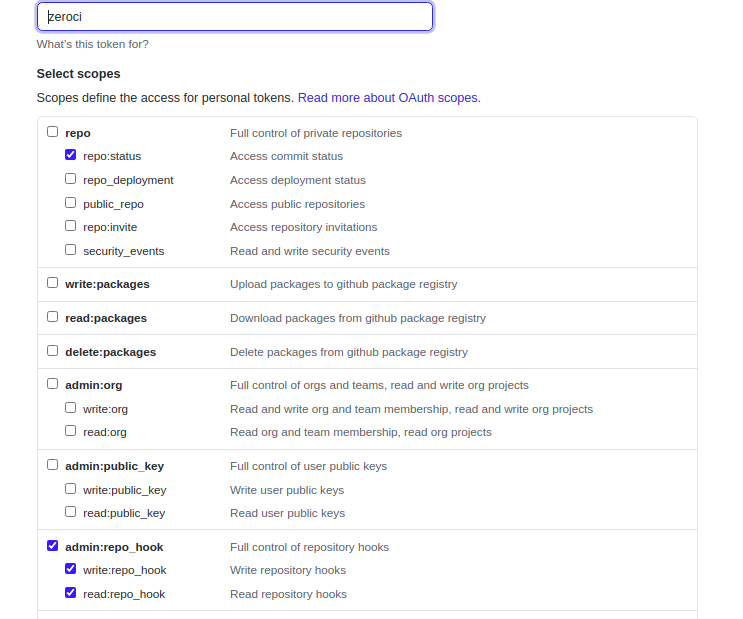 zeroci
What's this token for?
Select scopes
Scopes define the access for personal tokens. Read more about OAuth scopes.
repo Full control of private repositories
repo:status Access commit status
repo_deployment Access deployment status
public_repo Access public repositories
repo:invite Access repository invitations
security_events Read and write security events
write:packages Upload packages to github package registry
read:packages Download packages from github package registry
delete:packages Delete packages from github package registry
admin:org Full control of orgs and teams, read and write org projects
write:org Read and write org and team membership, read and write org projects
read:org Read org and team membership, read org projects
admin:public_key Full control of user public keys
write:public_key Write user public keys
read:public_key Read user public keys
admin:repo_hook Full control of repository hooks
write:repo_hook Write repository hooks
read:repo_hook Read repository hooks